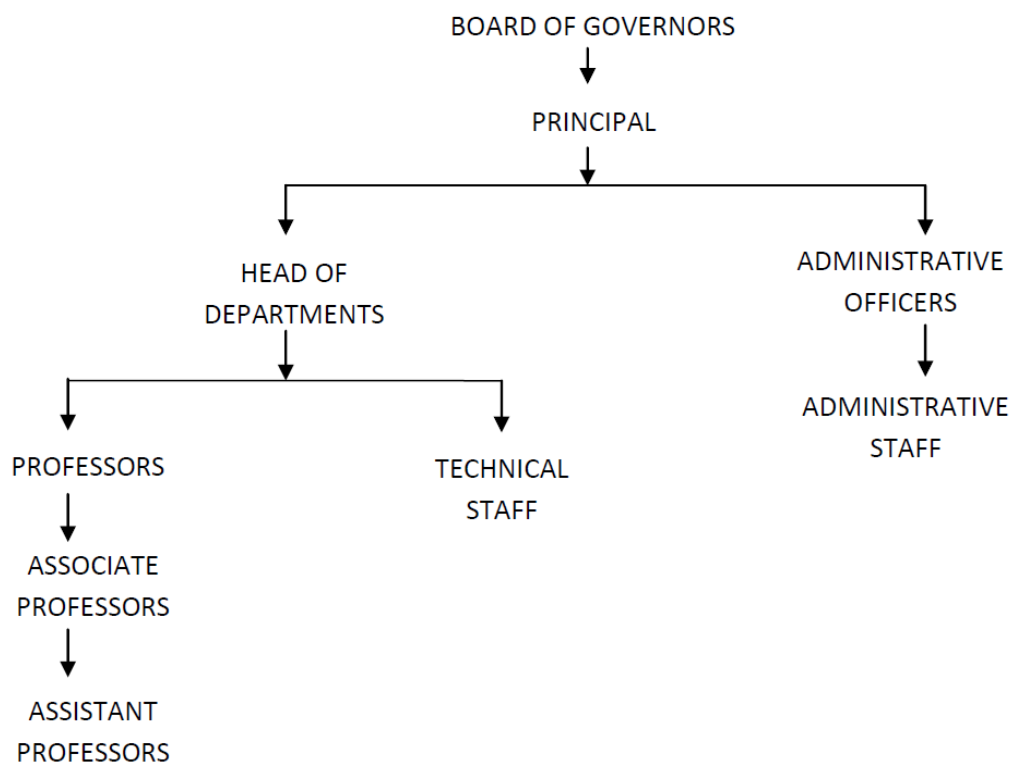 BOARD OF GOVERNORS
PRINCIPAL
HEAD OF
DEPARTMENTS
ADMINISTRATIVE
OFFICERS
ADMINISTRATIVE
STAFF
PROFESSORS
TECHNICAL
STAFF
ASSOCIATE
PROFESSORS
ASSISTANT
PROFESSORS